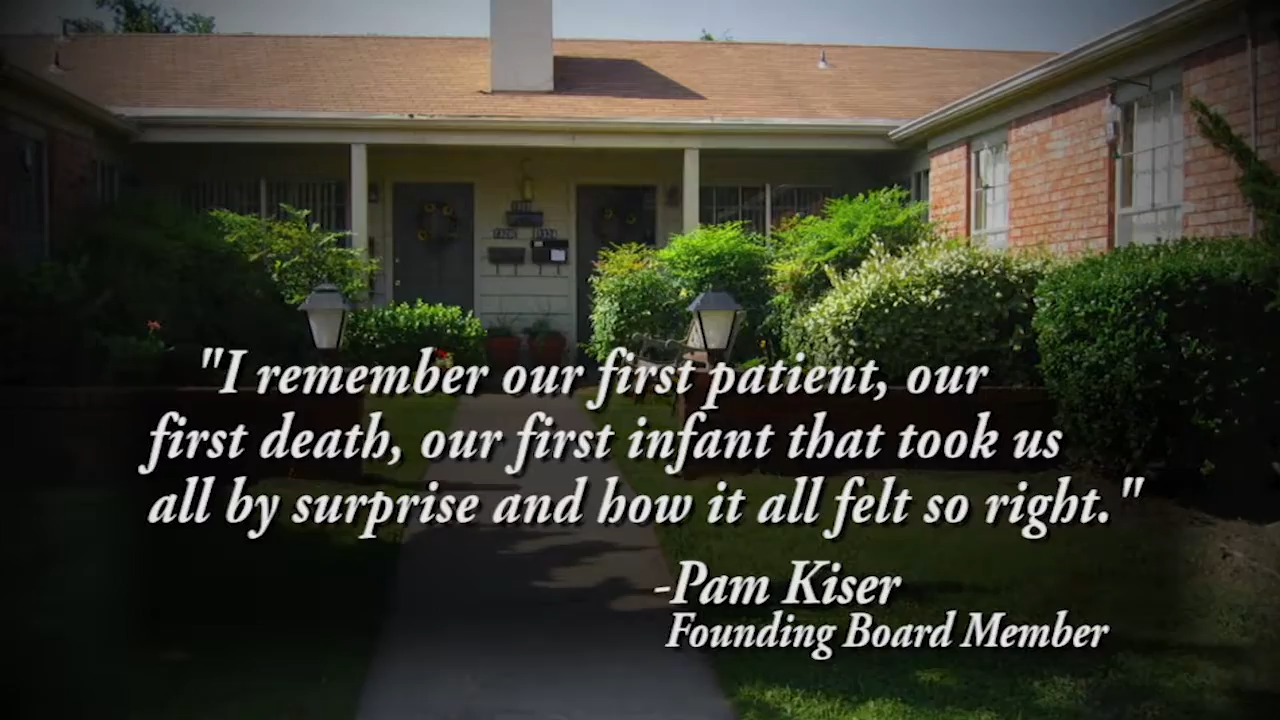 "I remember our first patient, our
first death, our first infant that took us
all by surprise and how it all felt so right."
-Pam Kiser
Founding Board Member